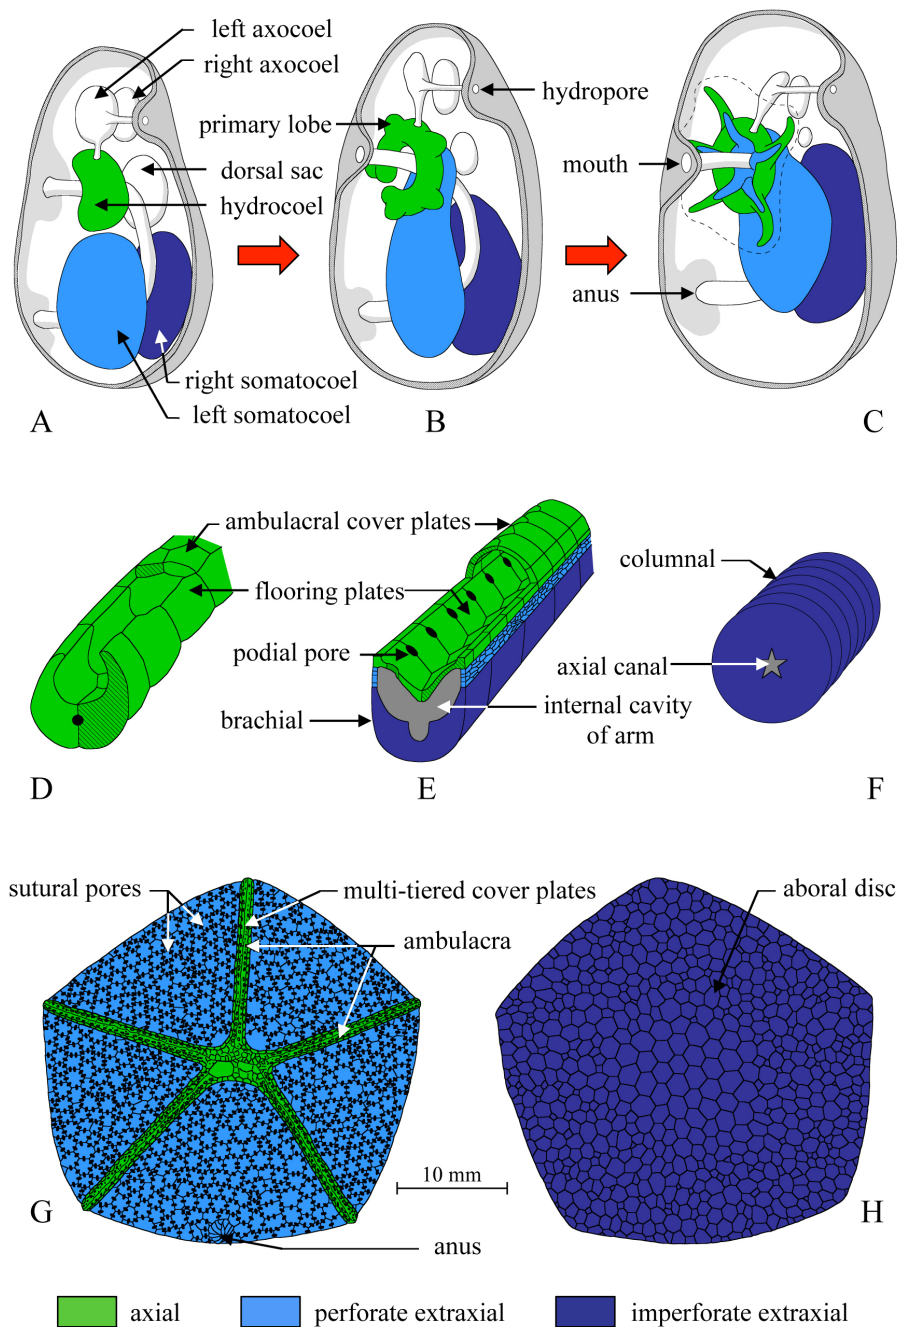 left axocoel
right axocoel
hydropore
primary lobe
dorsal sac
mouth
hydrocoel
anus
right somatocoel
left somatocoel
A
B
C
ambulacral cover plates
columnal
flooring plates
podial pore
axial canal
brachial
internal cavity
of arm
D
E
F
sutural pores
multi-tiered cover plates
aboral disc
ambulacra
10 mm
G
H
anus
axial
perforate extraxial
imperforate extraxial